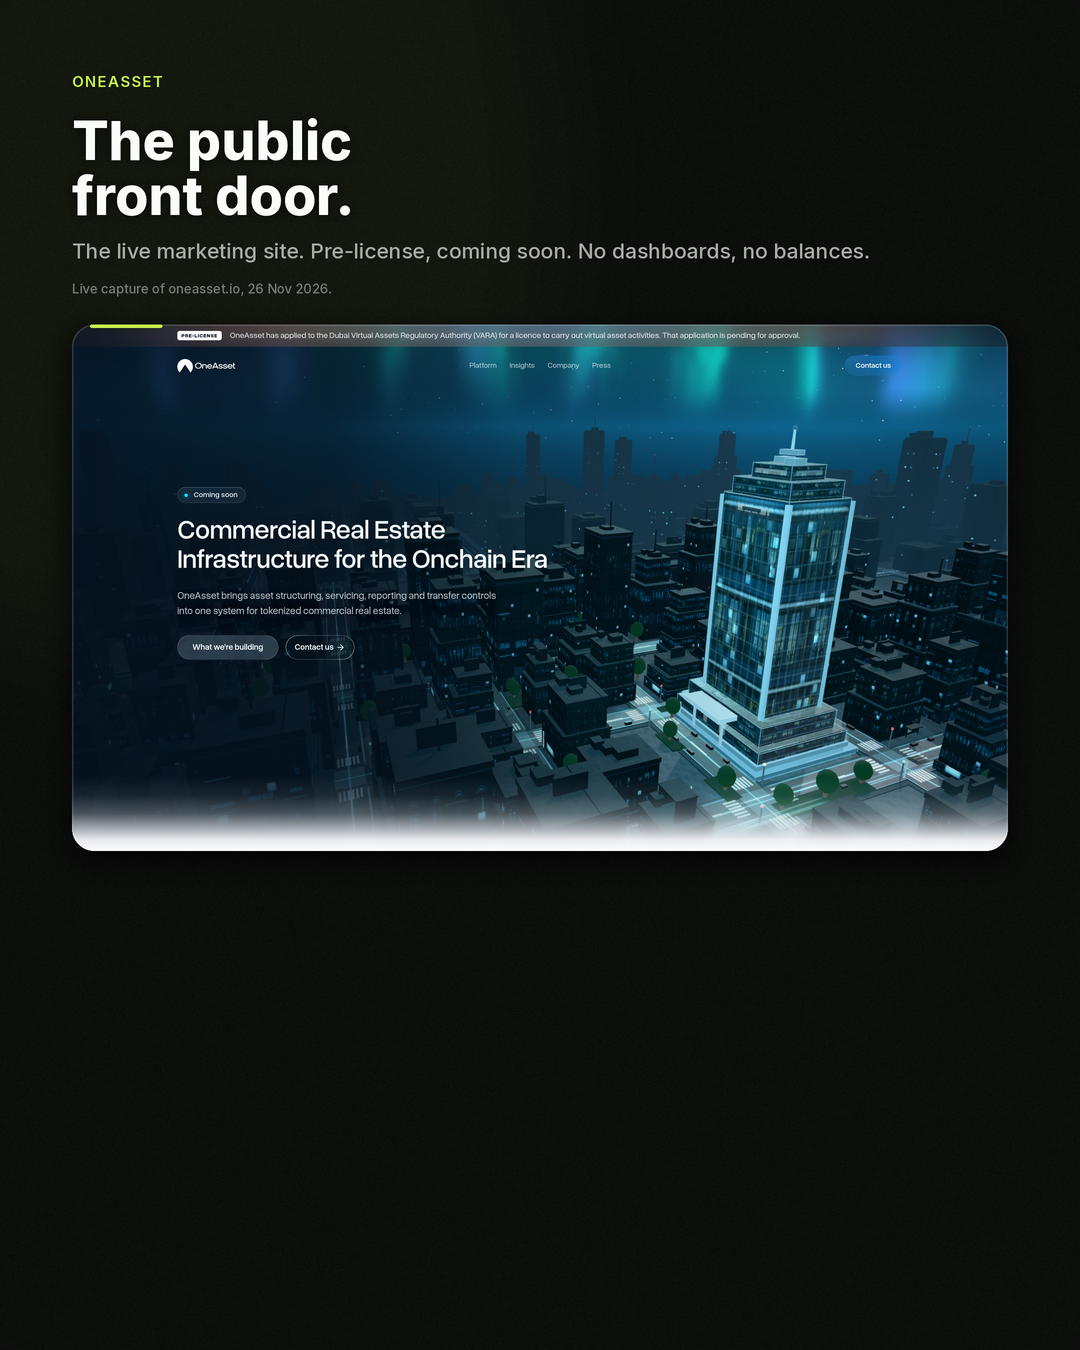 ONEASSET
The public
front door.
The live marketing site. Pre-license, coming soon. No dashboards, no balances.
Live capture of oneasset.io, 26 Nov 2026.
PRE-LICENSE OneAsset has applied to the Dubai Virtual Assets Regulatory Authority (VARA) for a licence to carry out virtual asset activities. That application is pending for approval.
OneAsset Platform Insights Company Press Contact us
Coming soon
Commercial Real Estate
Infrastructure for the Onchain Era
OneAsset brings asset structuring, servicing, reporting and transfer controls
into one system for tokenized commercial real estate.
What we're building Contact us →